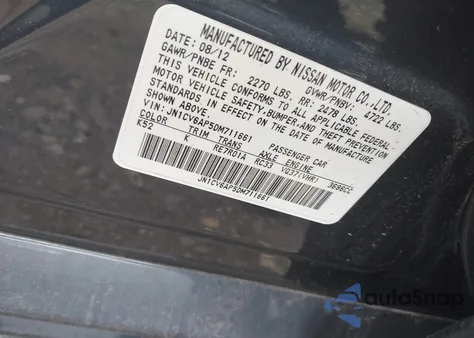 MANUFACTURED BY NISSAN MOTOR CO.,LTD.
DATE: 08/12 GVWR/PNBV: 4722 LBS.
GAWR/PNBE FR: 2270 LBS. RR: 2478 LBS.
THIS VEHICLE CONFORMS TO ALL APPLICABLE FEDERAL
MOTOR VEHICLE SAFETY, BUMPER, AND THEFT PREVENTION
STANDARDS IN EFFECT ON THE DATE OF MANUFACTURE
SHOWN ABOVE.
VIN: JN1CV6AP5DM711661 PASSENGER CAR
COLOR TRIM TRANS AXLE ENGINE
K52 K RE7R01A RC33 VQ37(VHR) 3696CC
JN1CV6AP5DM711661
AutoSnap